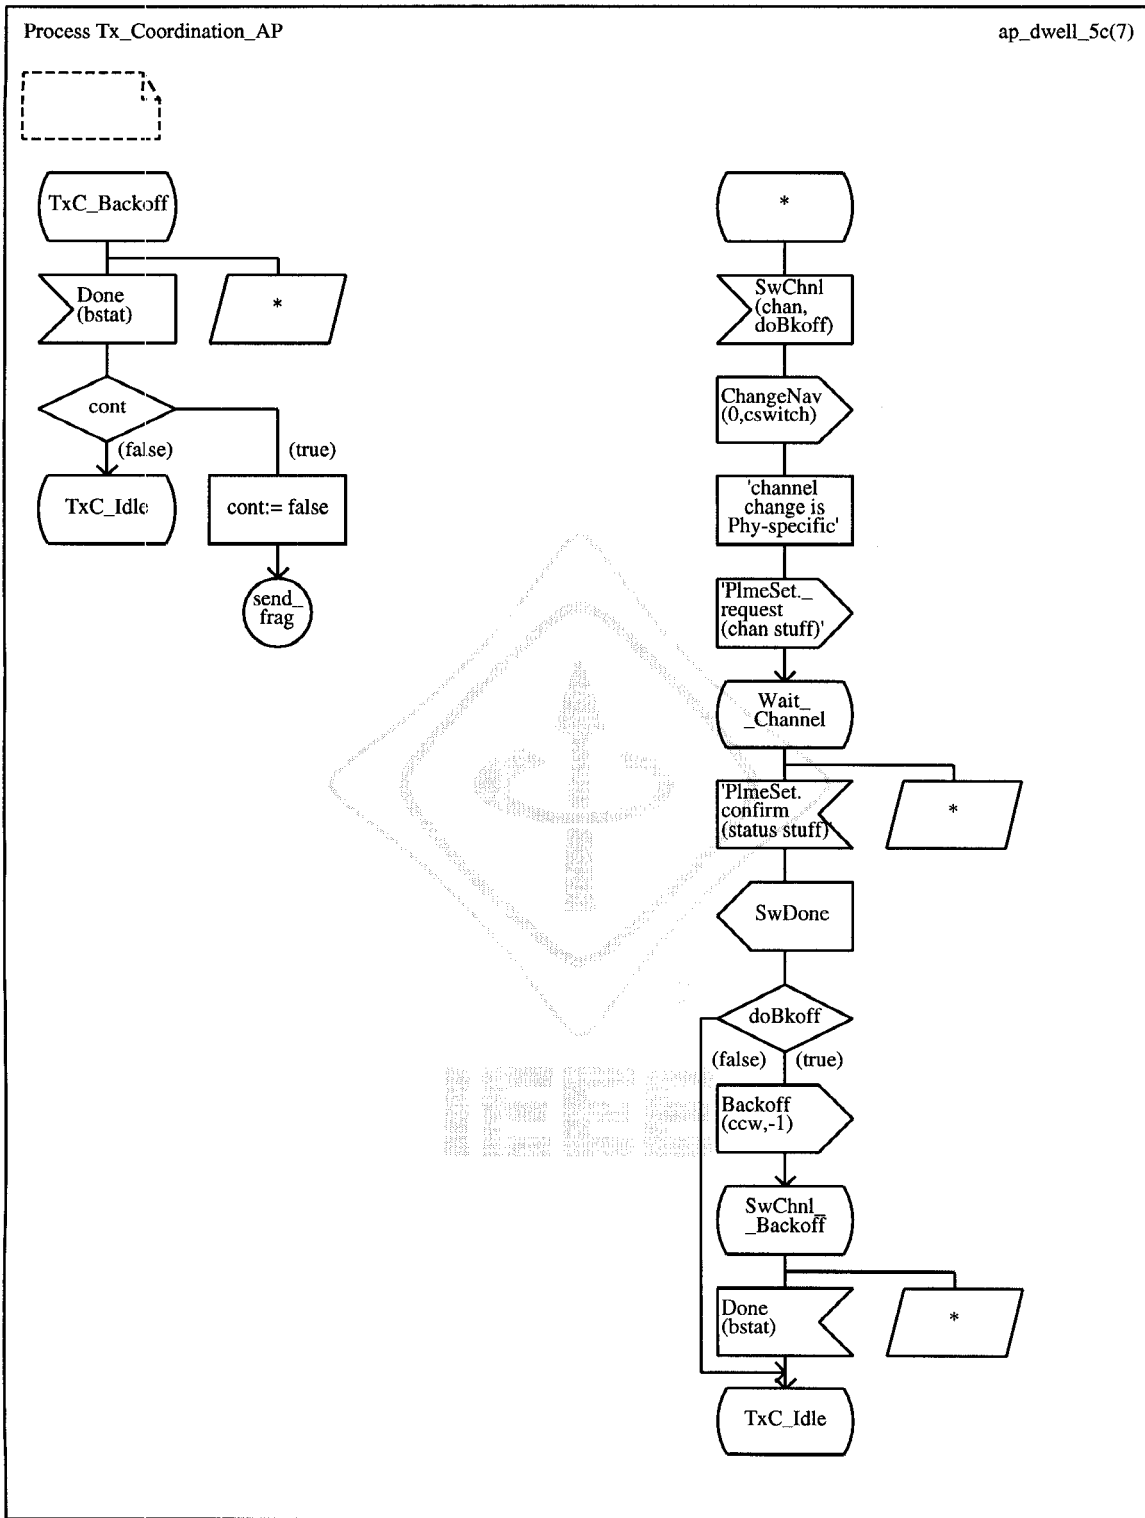 Process Tx_Coordination_AP
ap_dwell_5c(7)
TxC_Backoff
Done
(bstat)
*
cont
(false)
(true)
TxC_Idle
cont:= false
send_
frag
*
SwChnl
(chan,
doBkoff)
ChangeNav
(0,cswitch)
'channel
change is
Phy-specific'
'PlmeSet._
request
(chan stuff)'
Wait_
_Channel
'PlmeSet.
confirm
(status stuff)'
*
SwDone
doBkoff
(false)
(true)
Backoff
(ccw,-1)
SwChnl_
_Backoff
Done
(bstat)
*
TxC_Idle
IEEE